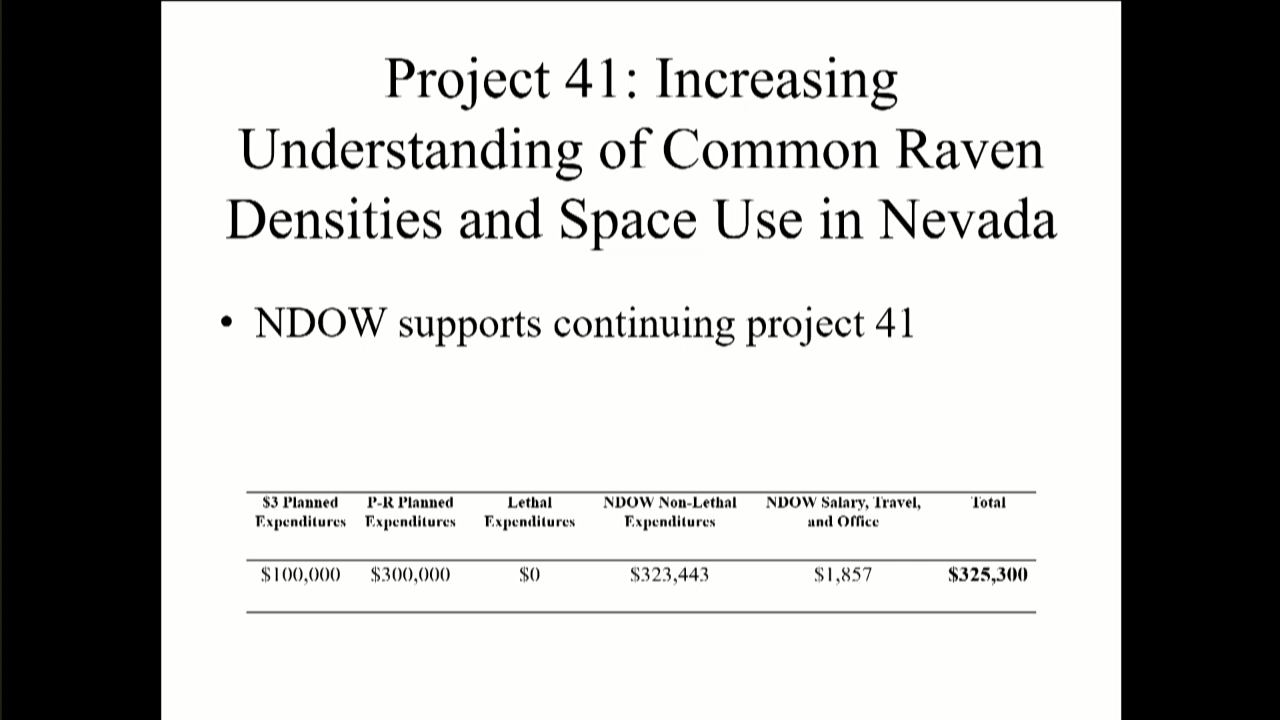 Project 41: Increasing
Understanding of Common Raven
Densities and Space Use in Nevada
• NDOW supports continuing project 41
$3 Planned P-R Planned Lethal NDOW Non-Lethal NDOW Salary, Travel, Total
Expenditures Expenditures Expenditures Expenditures and Office
$100,000 $300,000 $0 $323,443 $1,857 $325,300